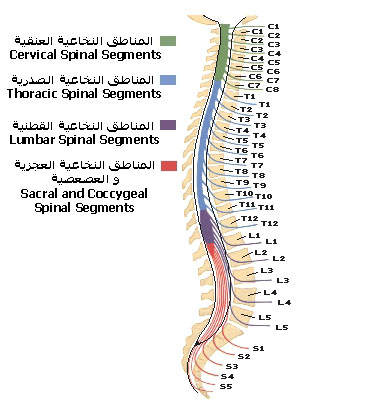 المناطق النخاعية العنقية
Cervical Spinal Segments
المناطق النخاعية الصدرية
Thoracic Spinal Segments
المناطق النخاعية القطنية
Lumbar Spinal Segments
المناطق النخاعية العجزية
و العصعصية
Sacral and Coccygeal
Spinal Segments
C1
C1
C2
C2
C3
C3
C4
C4
C5
C5
C6
C6
C7
C7
C8
T1
T1
T2
T2
T3
T3
T4
T4
T5
T5
T6
T6
T7
T7
T8
T8
T9
T9
T10
T10
T11
T11
T12
T12
L1
L1
L2
L2
L3
L3
L4
L4
L5
L5
S1
S2
S3
S4
S5